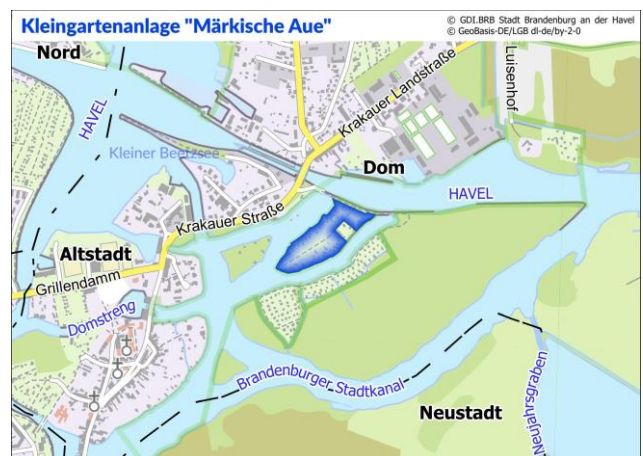 Kleingartenanlage "Märkische Aue"
© GDI.BRB Stadt Brandenburg an der Havel
© GeoBasis-DE/LGB dl-de/by-2-0
Nord
HAVEL
Krakauer Landstraße
Luisenhof
Kleiner Beetzsee
Dom
HAVEL
Krakauer Straße
Altstadt
Grillendamm
Domstreng
Brandenburger Stadtkanal
Neustadt
Neujahrsgraben